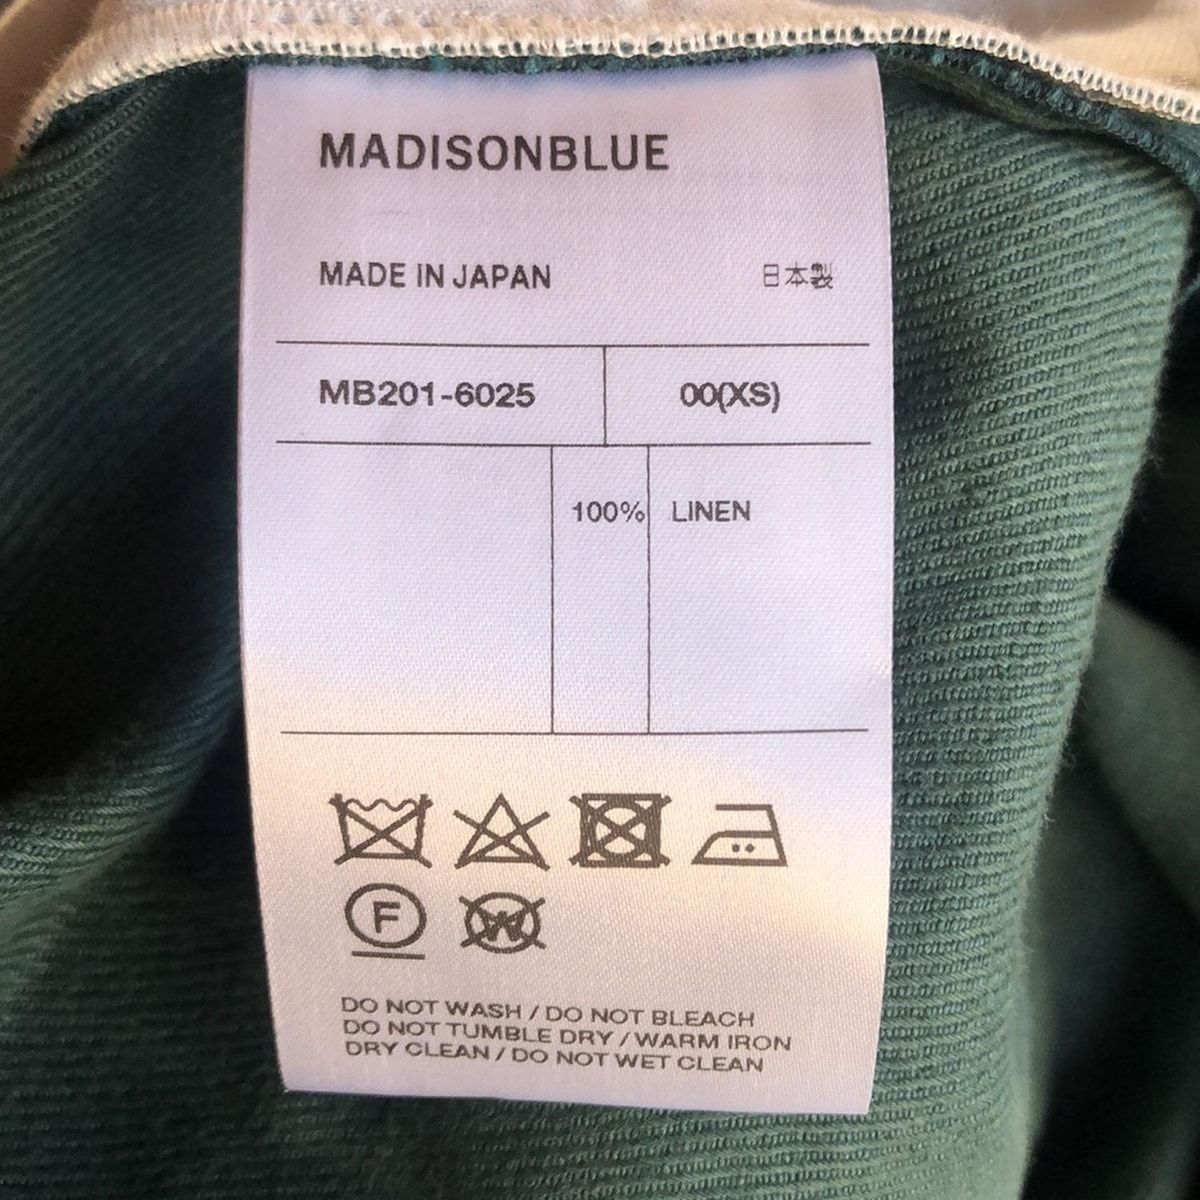 MADISONBLUE
MADE IN JAPAN 日本製
MB201-6025 00(XS)
100% LINEN
F W
DO NOT WASH / DO NOT BLEACH
DO NOT TUMBLE DRY / WARM IRON
DRY CLEAN / DO NOT WET CLEAN